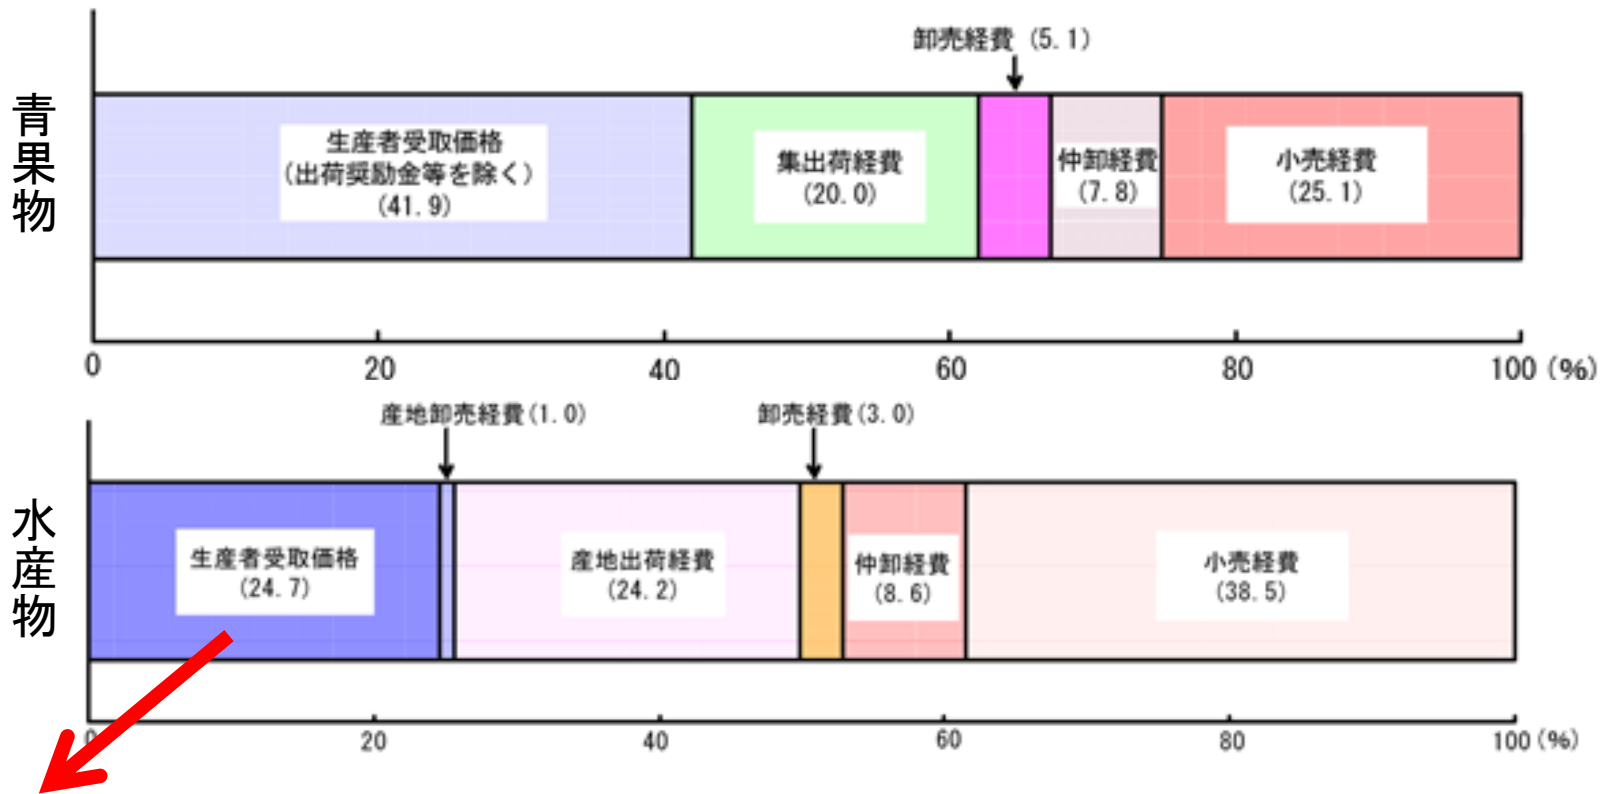 青果物
卸売経費 (5.1)
生産者受取価格
(出荷奨励金等を除く)
(41.9)
集出荷経費
(20.0)
仲卸経費
(7.8)
小売経費
(25.1)
0 20 40 60 80 100 (%)
水産物
産地卸売経費(1.0)
卸売経費(3.0)
生産者受取価格
(24.7)
産地出荷経費
(24.2)
仲卸経費
(8.6)
小売経費
(38.5)
0 20 40 60 80 100 (%)